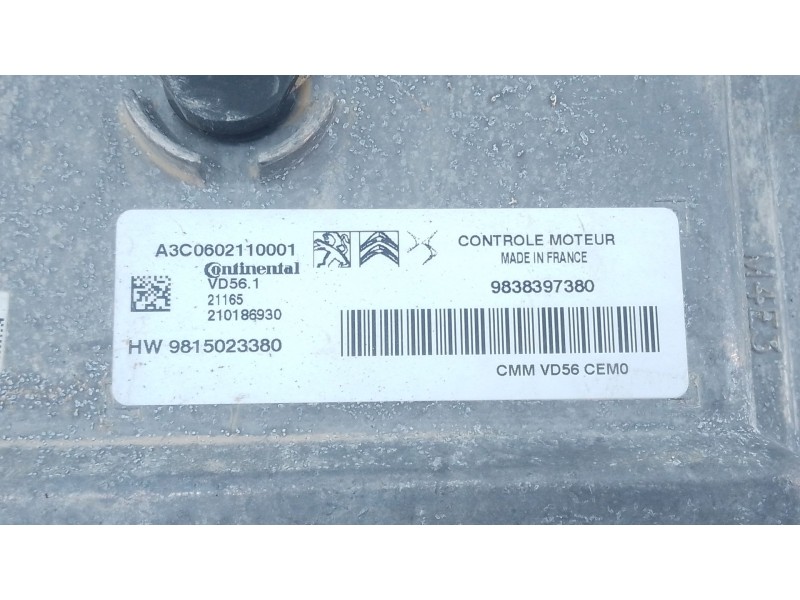 A3C0602110001
Continental
VD56.1
21165
210186930
HW 9815023380
CONTROLE MOTEUR
MADE IN FRANCE
9838397380
CMM VD56 CEM0